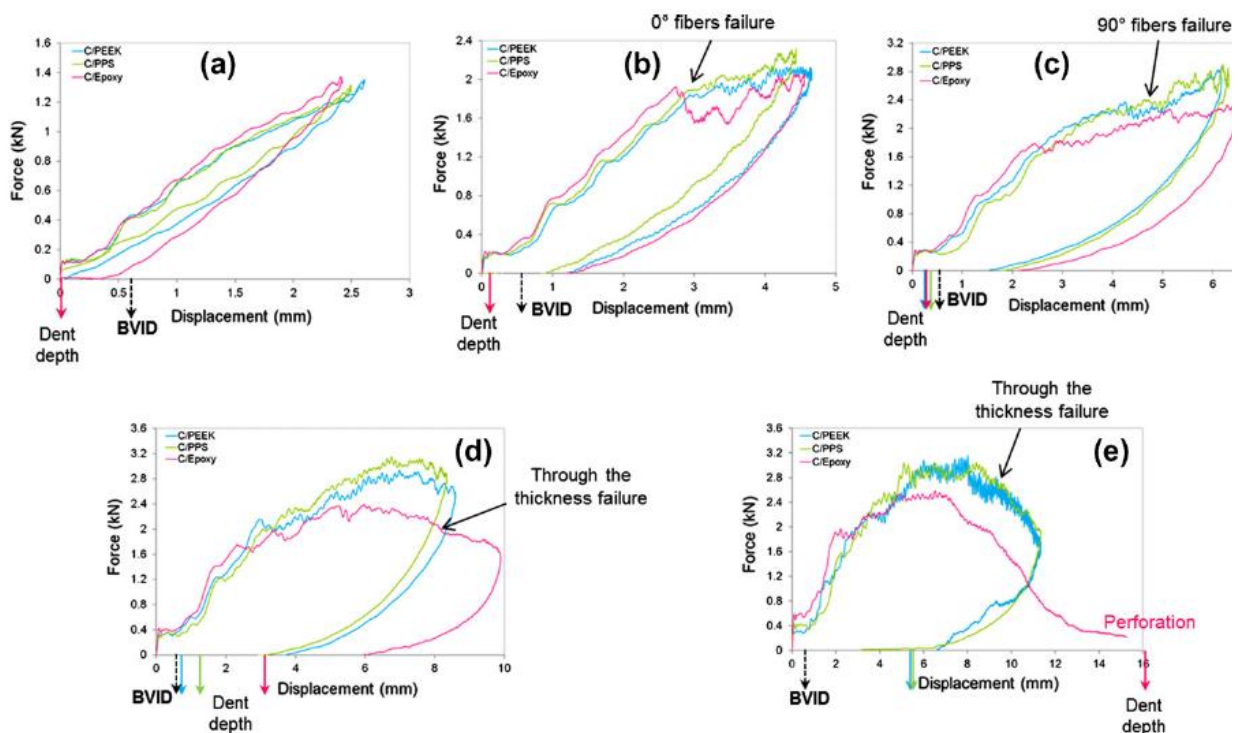 (a)
C/PEEK
C/PPS
C/Epoxy
Force (kN)
1.6
1.4
1.2
1
0.8
0.6
0.4
0.2
0
0 0.5 1 1.5 2 2.5 3
Displacement (mm)
BVID
Dent
depth
0° fibers failure
(b)
C/PEEK
C/PPS
C/Epoxy
Force (kN)
2.4
2
1.6
1.2
0.8
0.4
0
0 1 2 3 4 5
Displacement (mm)
BVID
Dent
depth
90° fibers failure
(c)
C/PEEK
C/PPS
C/Epoxy
Force (kN)
3.2
2.8
2.4
2
1.6
1.2
0.8
0.4
0
0 1 2 3 4 5 6
Displacement (mm)
BVID
Dent
depth
(d)
C/PEEK
C/PPS
C/Epoxy
Through the
thickness failure
Force (kN)
3.6
3.2
2.8
2.4
2
1.6
1.2
0.8
0.4
0
0 2 4 6 8 10
Displacement (mm)
BVID
Dent
depth
Through the
thickness failure
(e)
C/PEEK
C/PPS
C/Epoxy
Force (kN)
3.6
3.2
2.8
2.4
2
1.6
1.2
0.8
0.4
0
Perforation
0 2 4 6 8 10 12 14 16
Displacement (mm)
BVID
Dent
depth